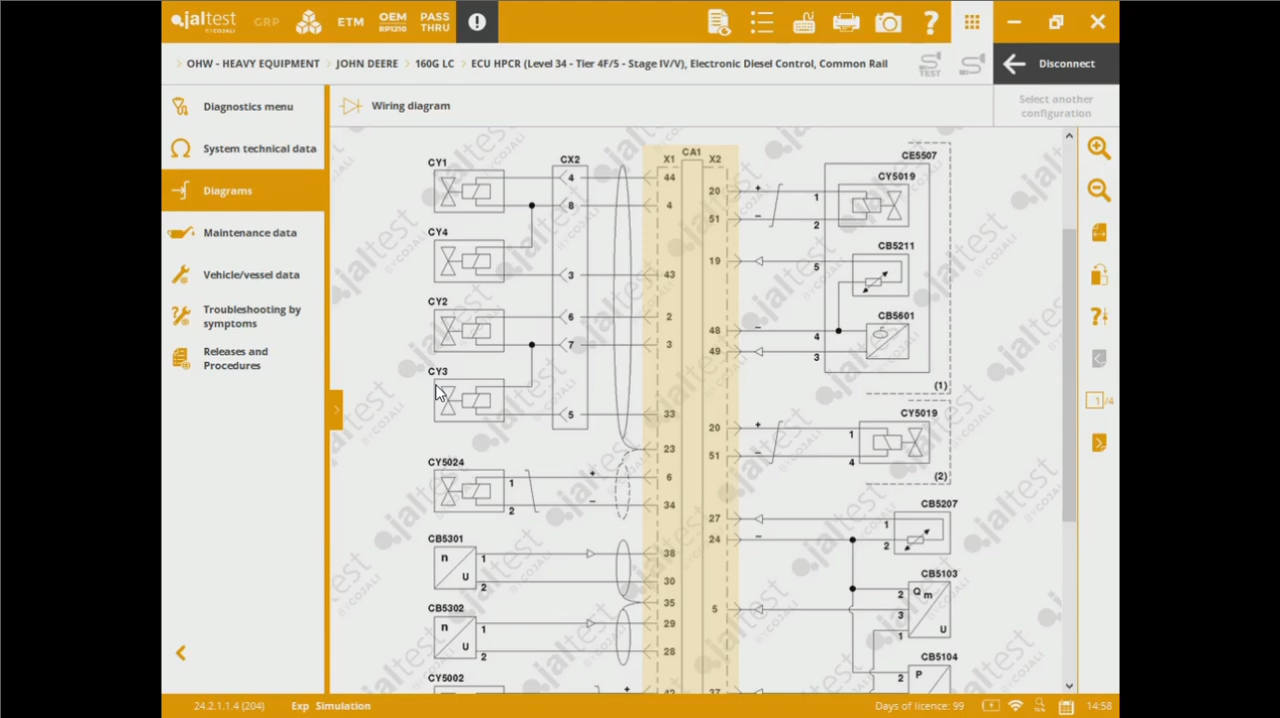 jaltest
BY COJALI
GRP
ETM
OEM
RP1210
PASS
THRU
OHW - HEAVY EQUIPMENT
JOHN DEERE
160G LC
ECU HPCR (Level 34 - Tier 4F/5 - Stage IV/V), Electronic Diesel Control, Common Rail
TEST
Disconnect
Diagnostics menu
System technical data
Diagrams
Maintenance data
Vehicle/vessel data
Troubleshooting by
symptoms
Releases and
Procedures
Wiring diagram
Select another
configuration
CY1
CX2
X1
CA1
X2
CE5507
4
44
20
+
1
CY5019
8
4
51
–
2
CY4
CB5211
3
43
19
5
CY2
CB5601
6
2
48
–
4
7
3
49
3
CY3
(1)
5
33
20
+
1
CY5019
23
51
–
4
CY5024
(2)
1
+
6
2
–
34
CB5207
27
1
24
–
2
CB5301
n
U
1
38
2
30
CB5103
2
Q m
U
35
5
3
CB5302
n
U
1
29
1
2
28
CB5104
2
P
CY5002
+
42
37
1/4
24.2.1.1.4 (204)
Exp Simulation
Days of licence: 99
14:58
jaltest
BY COJALI